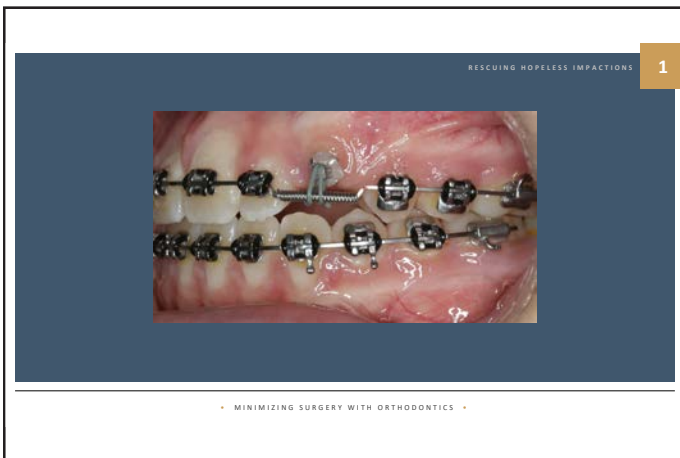 RESCUING HOPELESS IMPACTIONS
1
• MINIMIZING SURGERY WITH ORTHODONTICS •